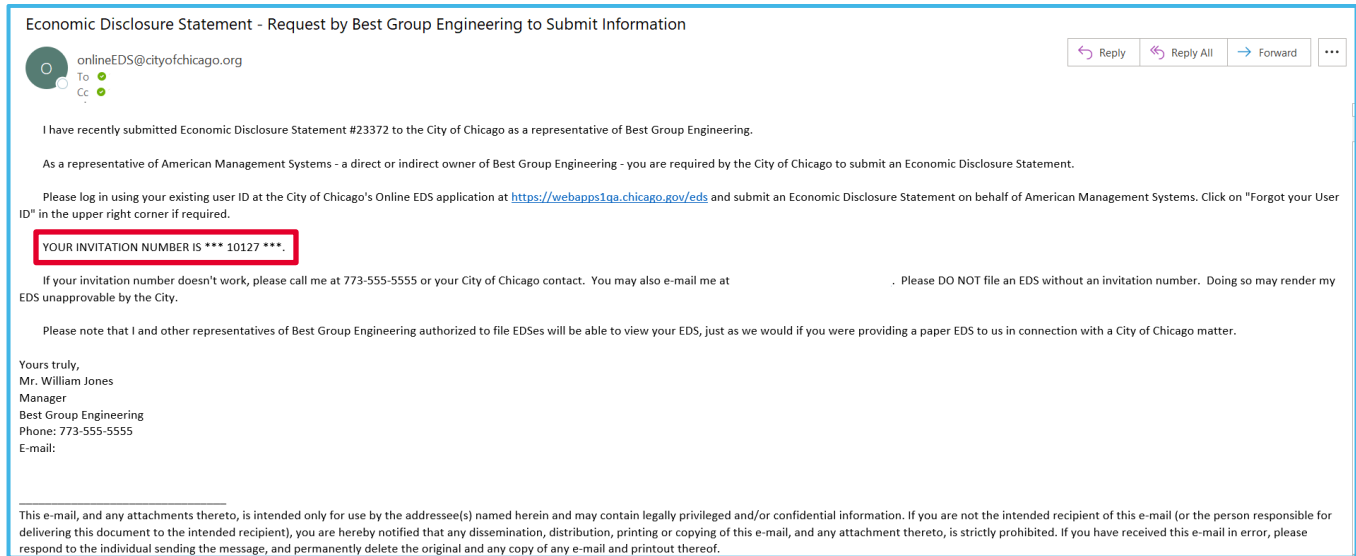 Economic Disclosure Statement - Request by Best Group Engineering to Submit Information
O
onlineEDS@cityofchicago.org
To
Cc
Reply
Reply All
Forward
...
I have recently submitted Economic Disclosure Statement #23372 to the City of Chicago as a representative of Best Group Engineering.
As a representative of American Management Systems - a direct or indirect owner of Best Group Engineering - you are required by the City of Chicago to submit an Economic Disclosure Statement.
Please log in using your existing user ID at the City of Chicago's Online EDS application at https://webapps1qa.chicago.gov/eds and submit an Economic Disclosure Statement on behalf of American Management Systems. Click on "Forgot your User
ID" in the upper right corner if required.
YOUR INVITATION NUMBER IS *** 10127 ***.
If your invitation number doesn't work, please call me at 773-555-5555 or your City of Chicago contact. You may also e-mail me at . Please DO NOT file an EDS without an invitation number. Doing so may render my
EDS unapprovable by the City.
Please note that I and other representatives of Best Group Engineering authorized to file EDSes will be able to view your EDS, just as we would if you were providing a paper EDS to us in connection with a City of Chicago matter.
Yours truly,
Mr. William Jones
Manager
Best Group Engineering
Phone: 773-555-5555
E-mail:
This e-mail, and any attachments thereto, is intended only for use by the addressee(s) named herein and may contain legally privileged and/or confidential information. If you are not the intended recipient of this e-mail (or the person responsible for
delivering this document to the intended recipient), you are hereby notified that any dissemination, distribution, printing or copying of this e-mail, and any attachment thereto, is strictly prohibited. If you have received this e-mail in error, please
respond to the individual sending the message, and permanently delete the original and any copy of any e-mail and printout thereof.